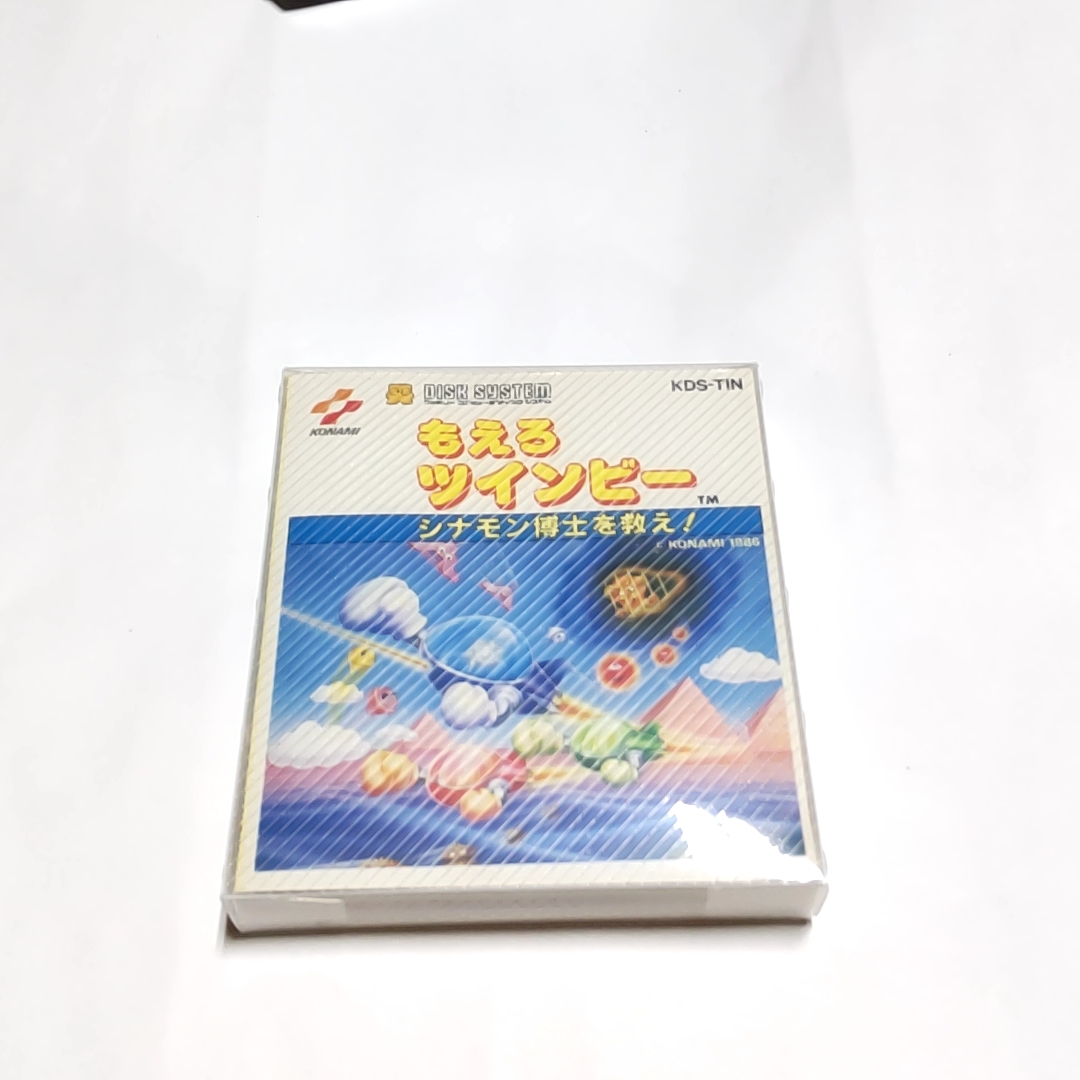 KONAMI
DISK SYSTEM
KDS-TIN
もえろ
ツインビー
TM
シナモン博士を救え!
© KONAMI 1986